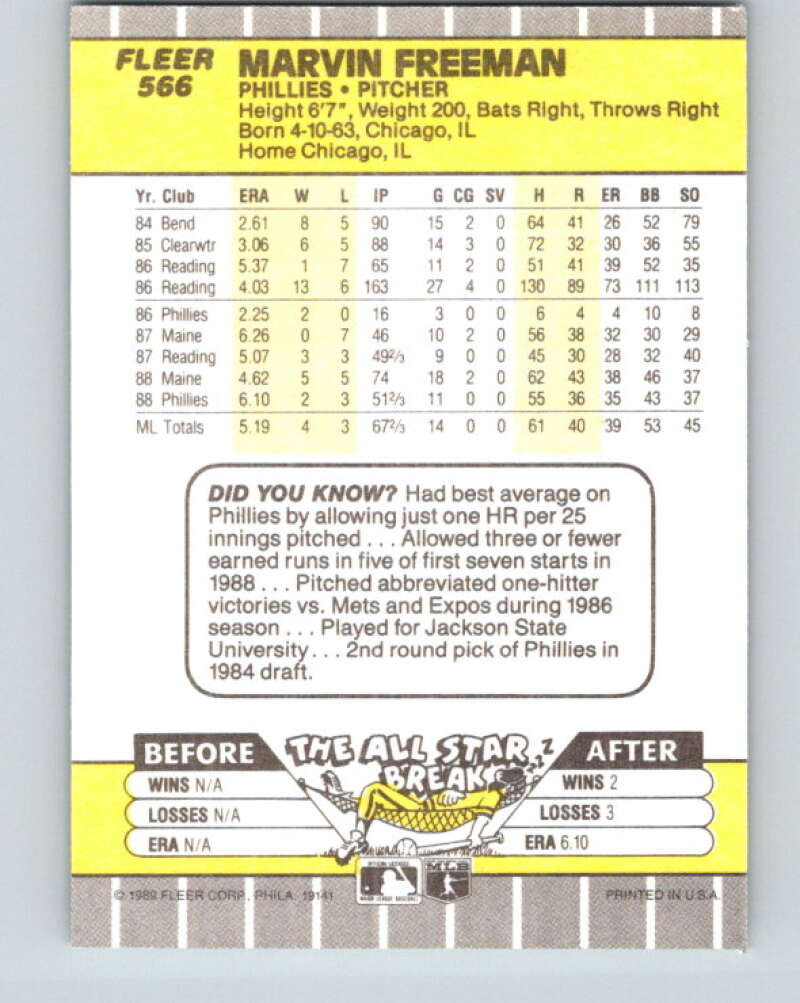 FLEER
566
MARVIN FREEMAN
PHILLIES • PITCHER
Height 6'7", Weight 200, Bats Right, Throws Right
Born 4-10-63, Chicago, IL
Home Chicago, IL
Yr. Club ERA W L IP G CG SV H R ER BB SO
84 Bend 2.61 8 5 90 15 2 0 64 41 26 52 79
85 Clearwtr 3.06 6 5 88 14 3 0 72 32 30 36 55
86 Reading 5.37 1 7 65 11 2 0 51 41 39 52 35
86 Reading 4.03 13 6 163 27 4 0 130 89 73 111 113
86 Phillies 2.25 2 0 16 3 0 0 6 4 4 10 8
87 Maine 6.26 0 7 46 10 2 0 56 38 32 30 29
87 Reading 5.07 3 3 49 2/3 9 0 0 45 30 28 32 40
88 Maine 4.62 5 5 74 18 2 0 62 43 38 46 37
88 Phillies 6.10 2 3 51 2/3 11 0 0 55 36 35 43 37
ML Totals 5.19 4 3 67 2/3 14 0 0 61 40 39 53 45
DID YOU KNOW? Had best average on
Phillies by allowing just one HR per 25
innings pitched . . . Allowed three or fewer
earned runs in five of first seven starts in
1988 . . . Pitched abbreviated one-hitter
victories vs. Mets and Expos during 1986
season . . . Played for Jackson State
University . . . 2nd round pick of Phillies in
1984 draft.
BEFORE THE ALL STAR BREAK AFTER
ZZZ
WINS N/A WINS 2
LOSSES N/A LOSSES 3
ERA N/A ERA 6.10
MLB
MAJOR LEAGUE BASEBALL
© 1989 FLEER CORP., PHILA. 19141 PRINTED IN U.S.A.